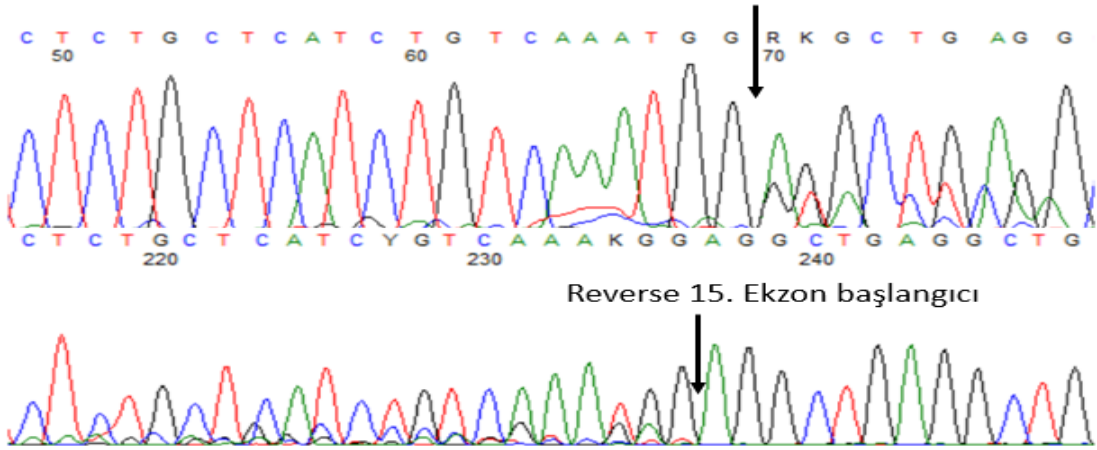 C T C T G C T C A T C T G T C A A A T G G R K G C T G A G G
50 60 70
C T C T G C T C A T C Y G T C A A A K G G A G G C T G A G G C T G
220 230 240
Reverse 15. Ekzon başlangıcı